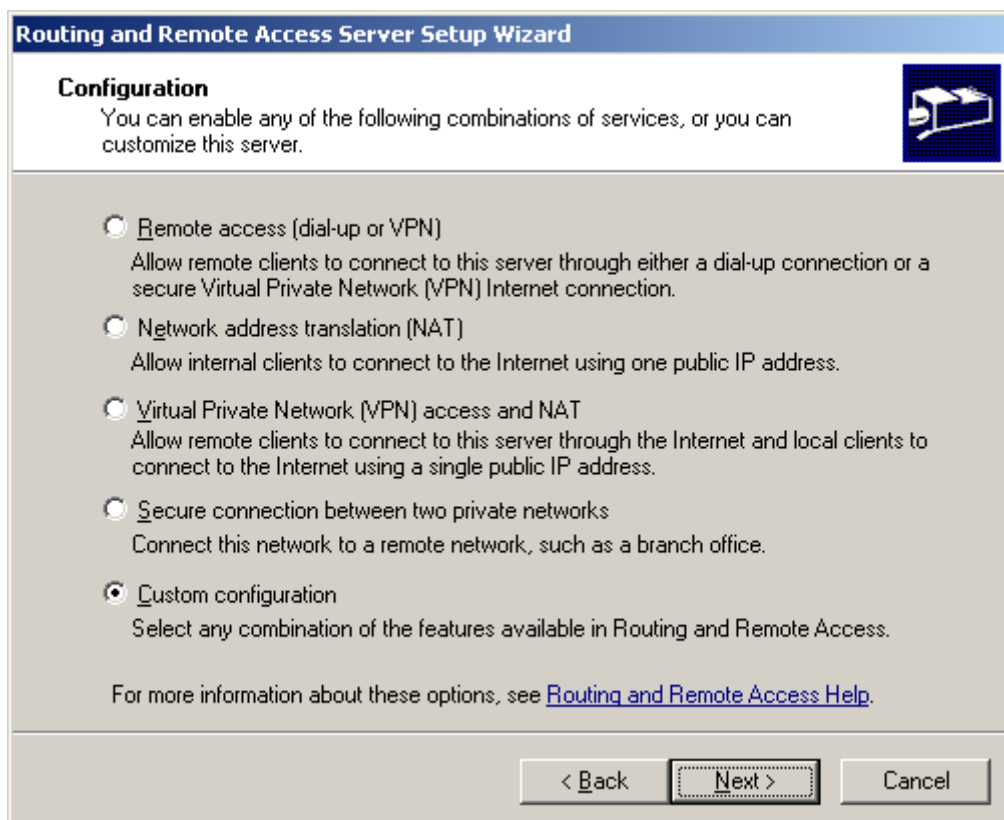 Routing and Remote Access Server Setup Wizard
Configuration
You can enable any of the following combinations of services, or you can
customize this server.
Remote access (dial-up or VPN)
Allow remote clients to connect to this server through either a dial-up connection or a
secure Virtual Private Network (VPN) Internet connection.
Network address translation (NAT)
Allow internal clients to connect to the Internet using one public IP address.
Virtual Private Network (VPN) access and NAT
Allow remote clients to connect to this server through the Internet and local clients to
connect to the Internet using a single public IP address.
Secure connection between two private networks
Connect this network to a remote network, such as a branch office.
Custom configuration
Select any combination of the features available in Routing and Remote Access.
For more information about these options, see Routing and Remote Access Help.
< Back Next > Cancel